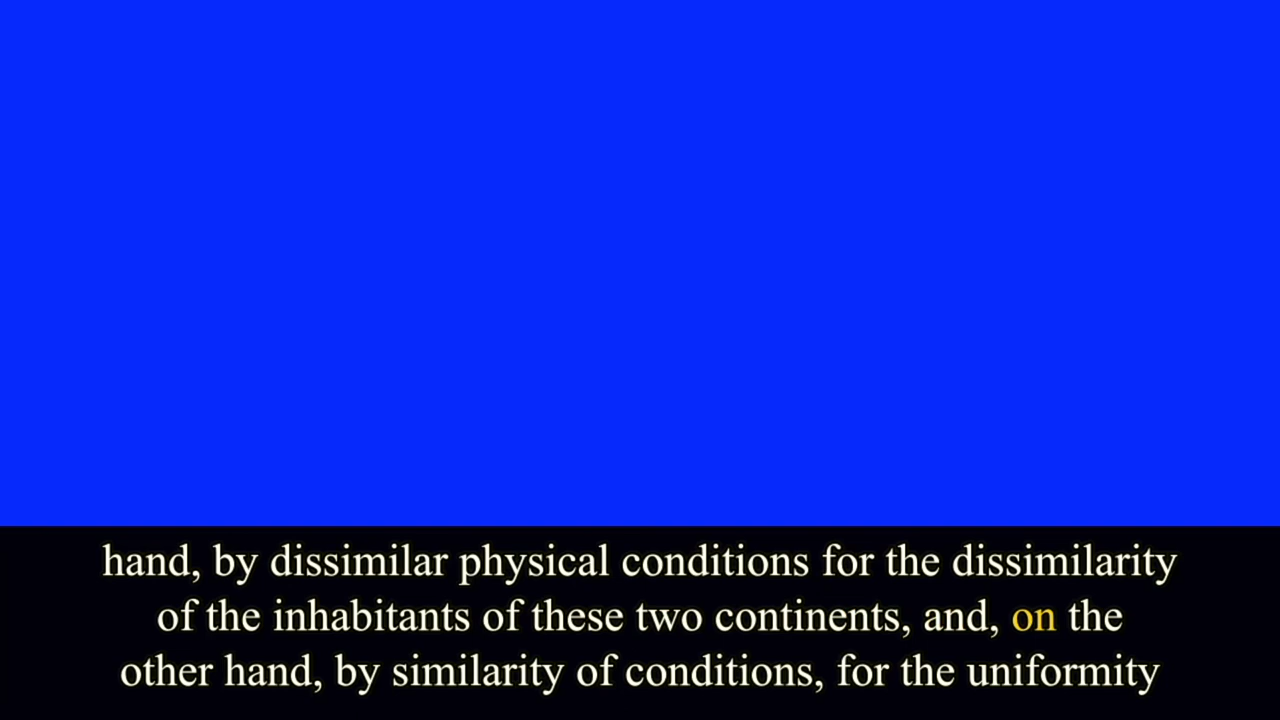 hand, by dissimilar physical conditions for the dissimilarity
of the inhabitants of these two continents, and, on the
other hand, by similarity of conditions, for the uniformity